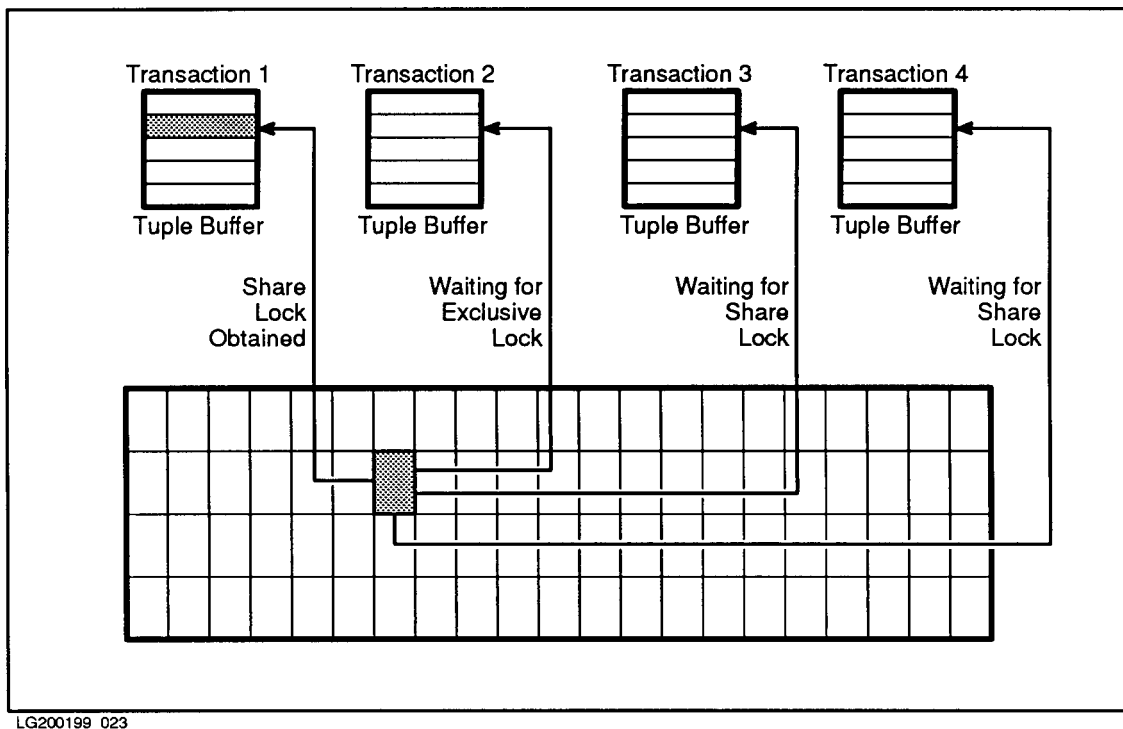 Transaction 1
Transaction 2
Transaction 3
Transaction 4
Tuple Buffer
Tuple Buffer
Tuple Buffer
Tuple Buffer
Share
Lock
Obtained
Waiting for
Exclusive
Lock
Waiting for
Share
Lock
Waiting for
Share
Lock
LG200199 023